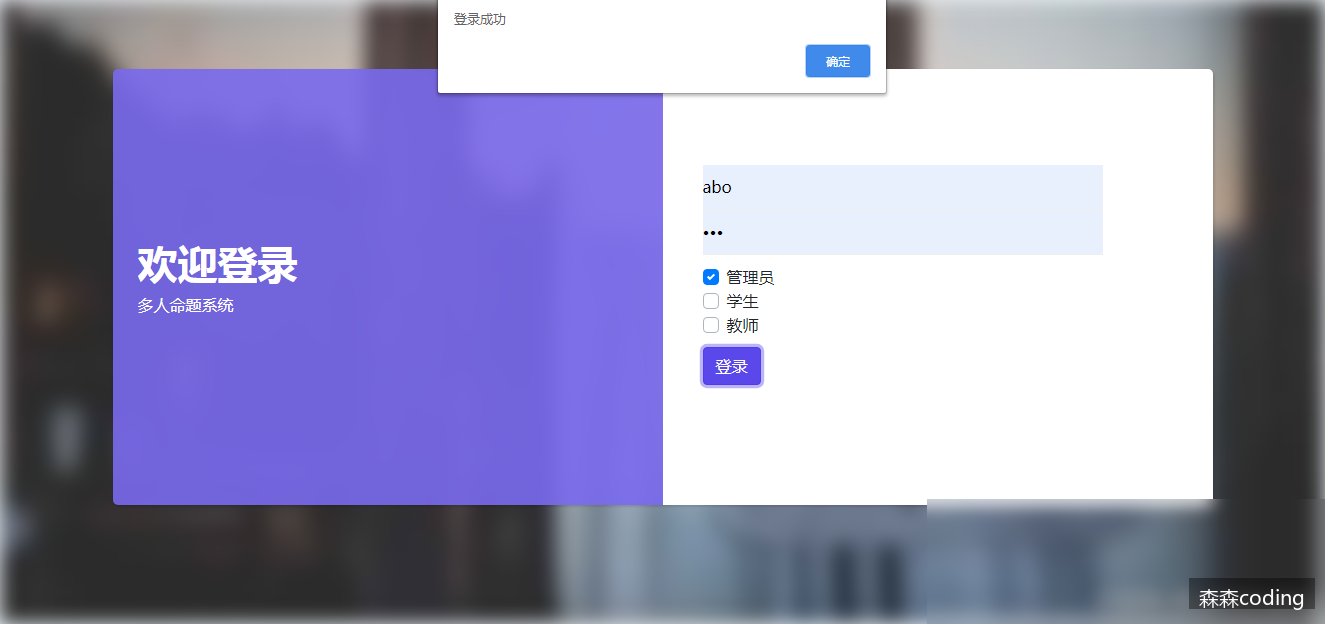 登录成功
确定
欢迎登录
多人命题系统
abo
•••
管理员
学生
教师
登录
森森coding